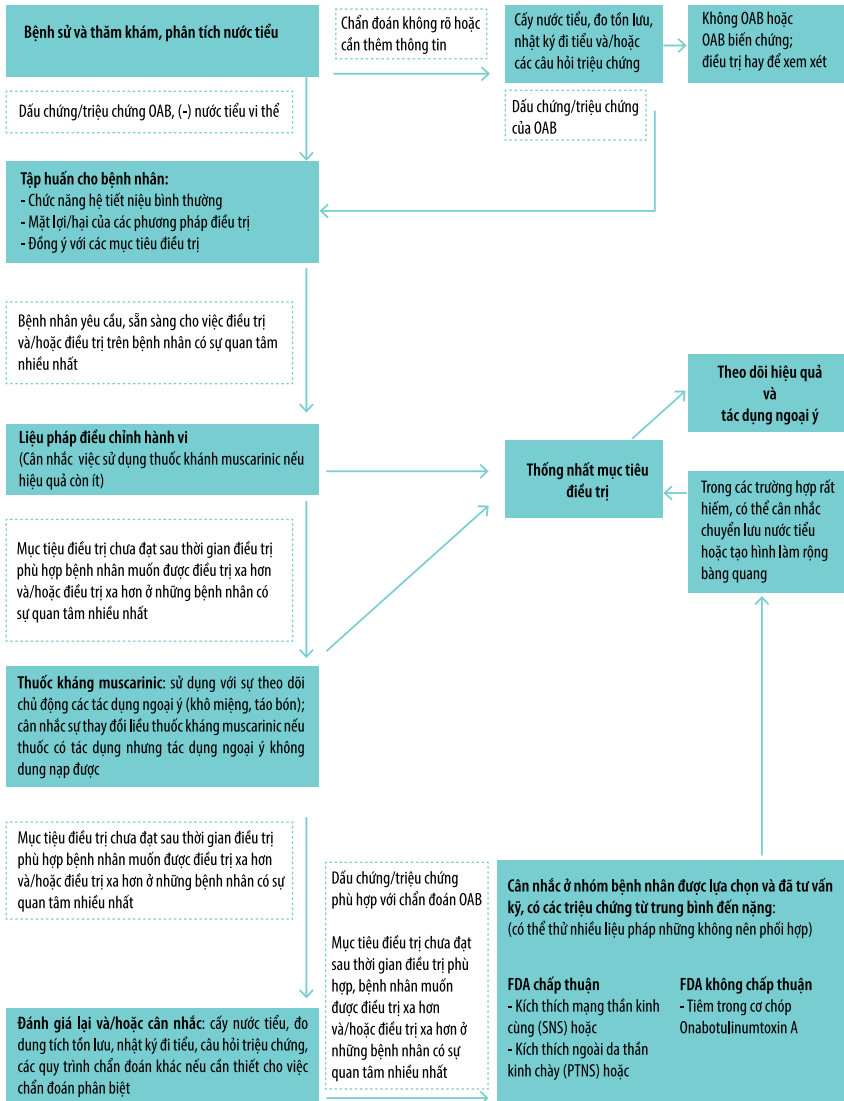 Bệnh sử và thăm khám, phân tích nước tiểu
Chẩn đoán không rõ hoặc
cần thêm thông tin
Cấy nước tiểu, đo tồn lưu,
nhật ký đi tiểu và/hoặc
các câu hỏi triệu chứng
Không OAB hoặc
OAB biến chứng;
điều trị hay để xem xét
Dấu chứng/triệu chứng OAB, (-) nước tiểu vi thể
Dấu chứng/triệu chứng
của OAB
Tập huấn cho bệnh nhân:
- Chức năng hệ tiết niệu bình thường
- Mặt lợi/hại của các phương pháp điều trị
- Đồng ý với các mục tiêu điều trị
Bệnh nhân yêu cầu, sẵn sàng cho việc điều trị
và/hoặc điều trị trên bệnh nhân có sự quan tâm
nhiều nhất
Theo dõi hiệu quả
và
tác dụng ngoại ý
Liệu pháp điều chỉnh hành vi
(Cân nhắc việc sử dụng thuốc khánh muscarinic nếu
hiệu quả còn ít)
Thống nhất mục tiêu
điều trị
Trong các trường hợp rất
hiếm, có thể cân nhắc
chuyển lưu nước tiểu
hoặc tạo hình làm rộng
bàng quang
Mục tiêu điều trị chưa đạt sau thời gian điều trị
phù hợp bệnh nhân muốn được điều trị xa hơn
và/hoặc điều trị xa hơn ở những bệnh nhân có
sự quan tâm nhiều nhất
Thuốc kháng muscarinic: sử dụng với sự theo dõi
chủ động các tác dụng ngoại ý (khô miệng, táo bón);
cân nhắc sự thay đổi liều thuốc kháng muscarinic nếu
thuốc có tác dụng nhưng tác dụng ngoại ý không
dung nạp được
Mục tiêu điều trị chưa đạt sau thời gian điều trị
phù hợp bệnh nhân muốn được điều trị xa hơn
và/hoặc điều trị xa hơn ở những bệnh nhân có sự
quan tâm nhiều nhất
Dấu chứng/triệu chứng
phù hợp với chẩn đoán OAB
Mục tiêu điều trị chưa đạt
sau thời gian điều trị phù
hợp, bệnh nhân muốn
được điều trị xa hơn
và/hoặc điều trị xa hơn ở
những bệnh nhân có sự
quan tâm nhiều nhất
Cân nhắc ở nhóm bệnh nhân được lựa chọn và đã tư vấn
kỹ, có các triệu chứng từ trung bình đến nặng:
(có thể thử nhiều liệu pháp những không nên phối hợp)
FDA chấp thuận
- Kích thích mạng thần kinh
cùng (SNS) hoặc
- Kích thích ngoài da thần
kinh chày (PTNS) hoặc
FDA không chấp thuận
- Tiêm trong cơ chóp
Onabotulinumtoxin A
Đánh giá lại và/hoặc cân nhắc: cấy nước tiểu, đo
dung tích tồn lưu, nhật ký đi tiểu, câu hỏi triệu chứng,
các quy trình chẩn đoán khác nếu cần thiết cho việc
chẩn đoán phân biệt